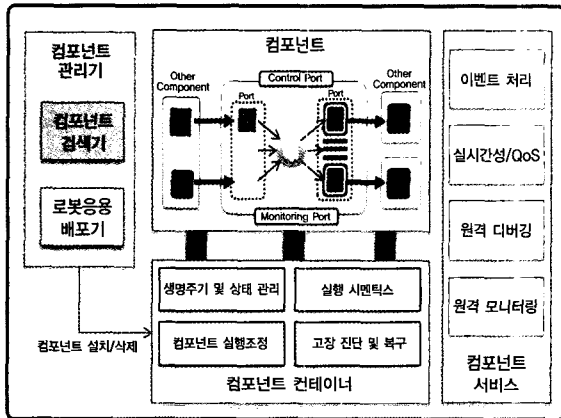 컴포넌트
관리기
컴포넌트
검색기
로봇응용
배포기
컴포넌트 설치/삭제
컴포넌트
Other
Component
Port
Control Port
Port
Other
Component
Monitoring Port
생명주기 및 상태 관리
실행 시멘틱스
컴포넌트 실행조정
고장 진단 및 복구
컴포넌트 컨테이너
이벤트 처리
실시간성/QoS
원격 디버깅
원격 모니터링
컴포넌트
서비스